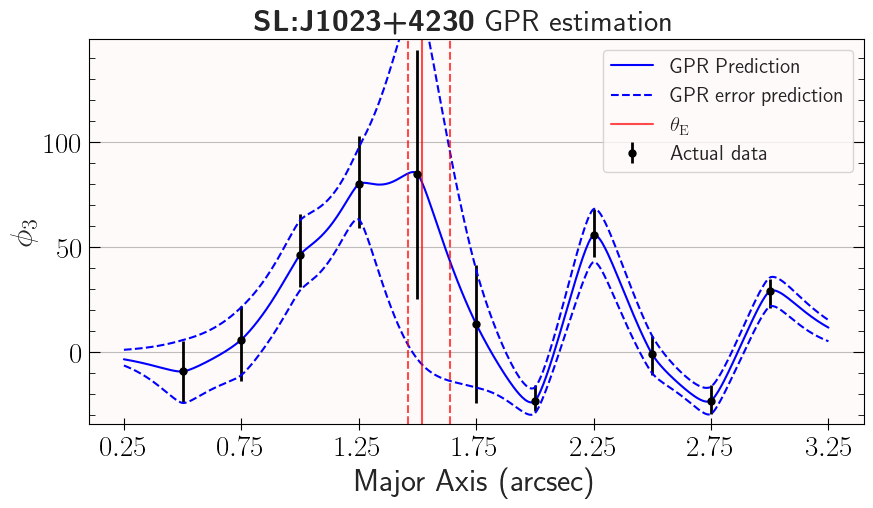 SL:J1023+4230 GPR estimation
GPR Prediction
GPR error prediction
θE
Actual data
100
50
0
ϕ3
0.25 0.75 1.25 1.75 2.25 2.75 3.25
Major Axis (arcsec)